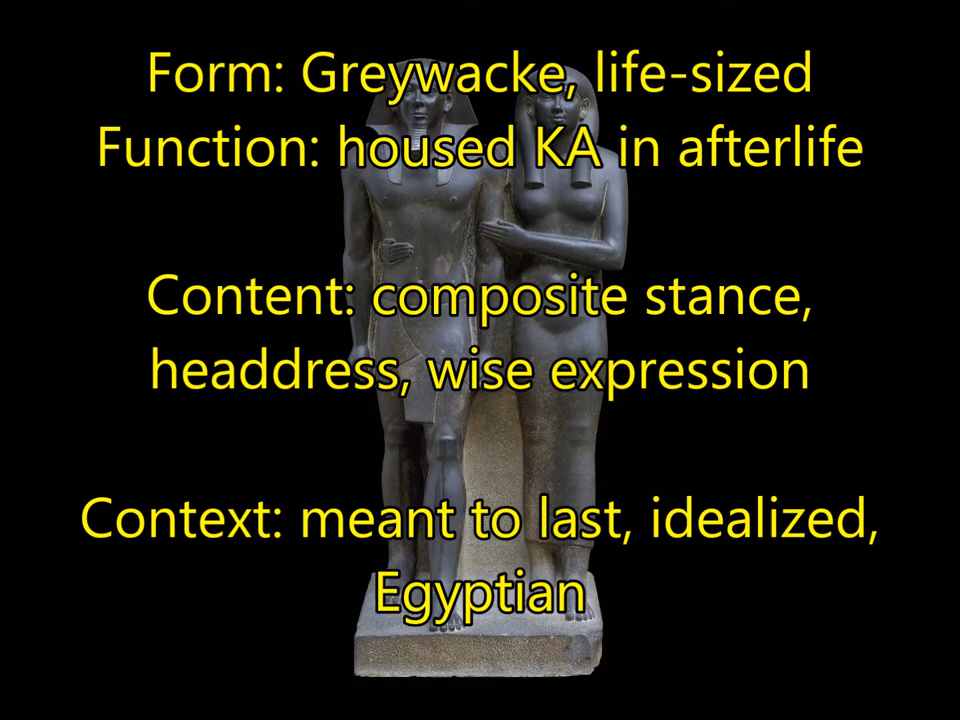 Form: Greywacke, life-sized
Function: housed KA in afterlife
Content: composite stance,
headdress, wise expression
Context: meant to last, idealized,
Egyptian